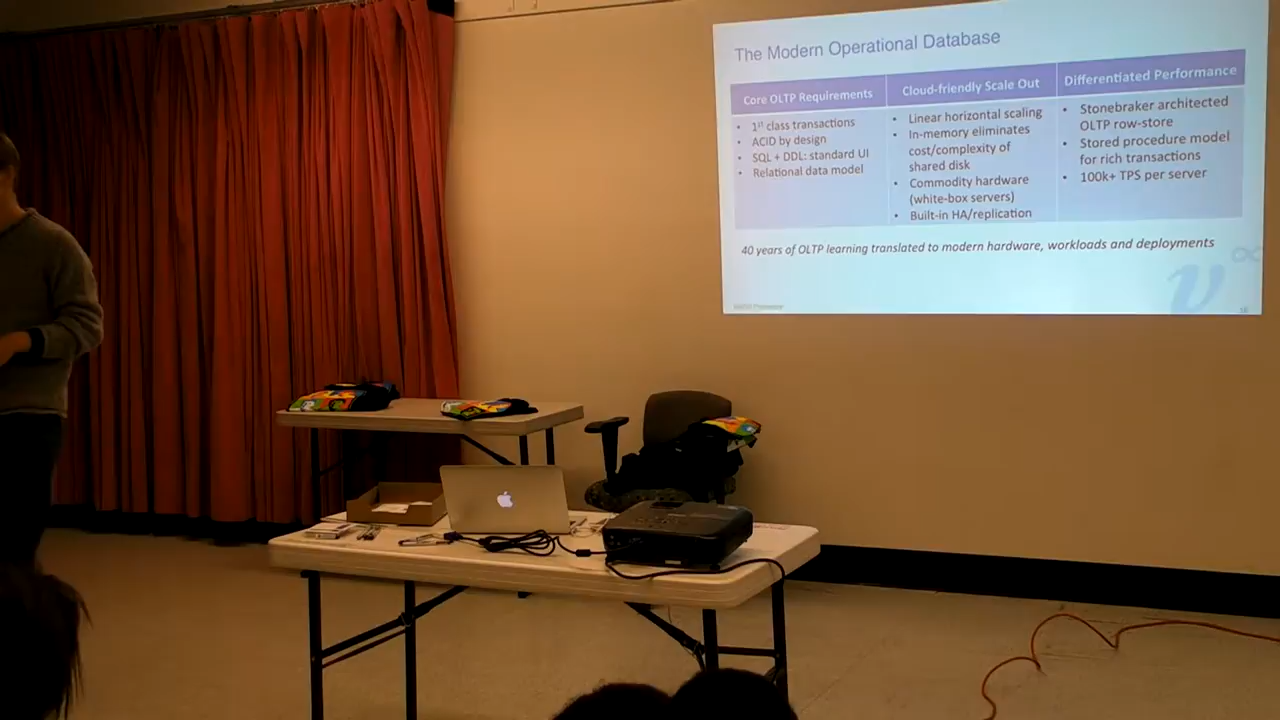 The Modern Operational Database
Core OLTP Requirements
• 1st class transactions
• ACID by design
• SQL + DDL: standard UI
• Relational data model
Cloud-friendly Scale Out
• Linear horizontal scaling
• In-memory eliminates
cost/complexity of
shared disk
• Commodity hardware
(white-box servers)
• Built-in HA/replication
Differentiated Performance
• Stonebraker architected
OLTP row-store
• Stored procedure model
for rich transactions
• 100k+ TPS per server
40 years of OLTP learning translated to modern hardware, workloads and deployments